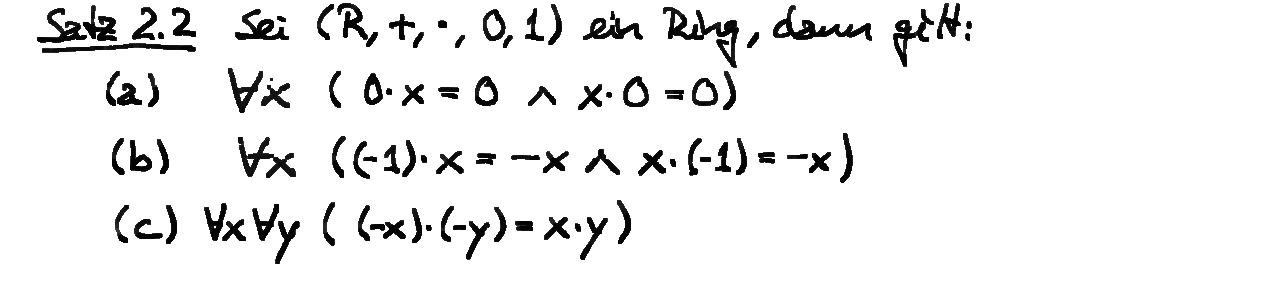 Satz 2.2 Sei (R, +, ·, 0, 1) ein Ring, dann gilt:
(a) ∀x ( 0·x = 0 ∧ x·0 = 0)
(b) ∀x ((-1)·x = -x ∧ x·(-1) = -x)
(c) ∀x∀y ( (-x)·(-y) = x·y)